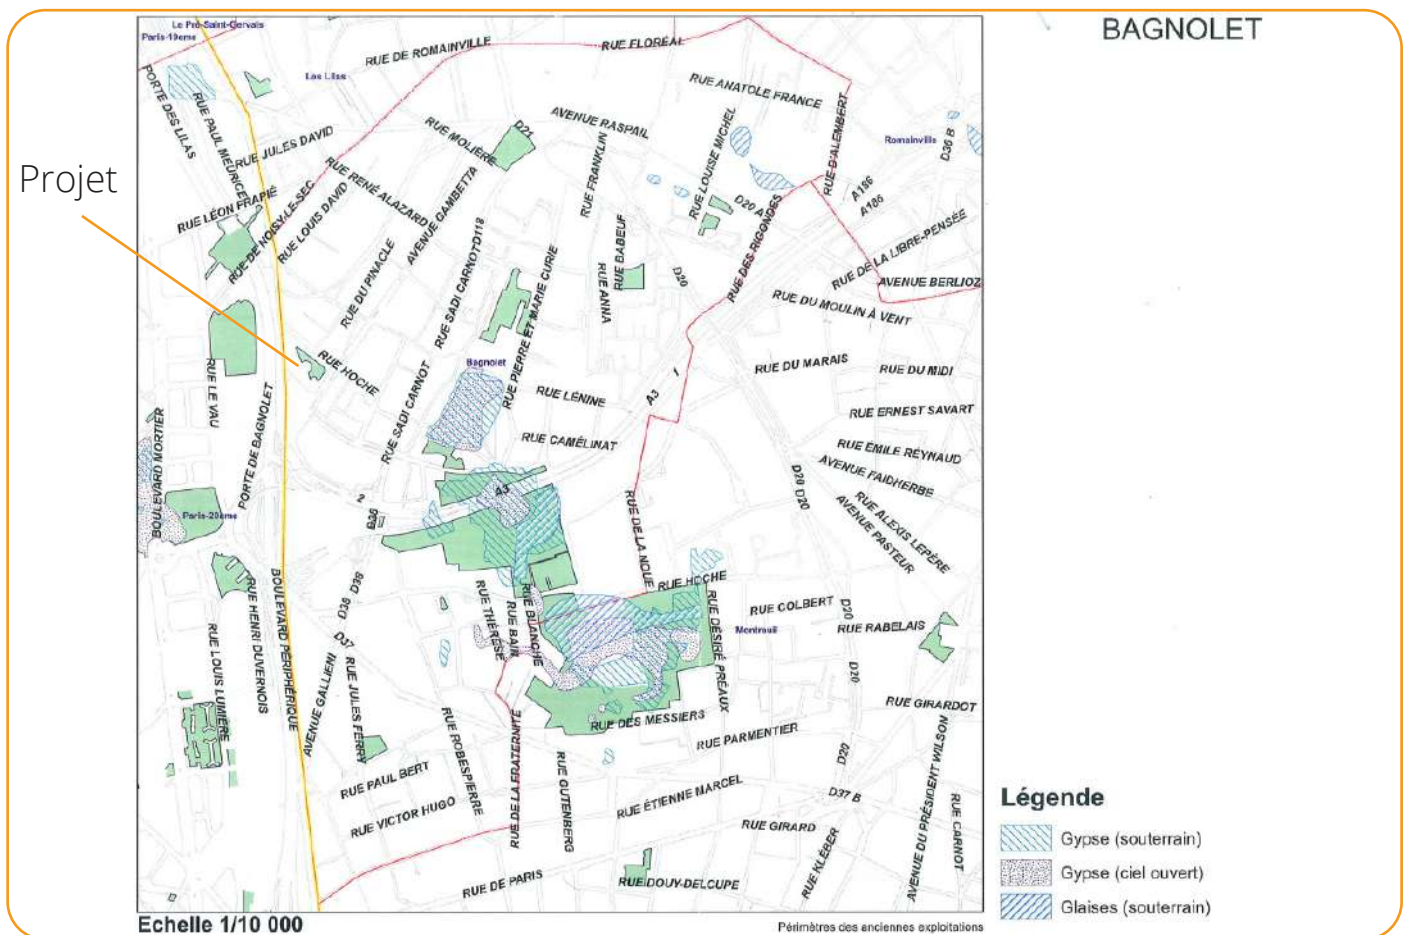 BAGNOLET
Projet
Le Pré-Saint-Gervais
Paris-19eme
Les Lilas
RUE DE ROMAINVILLE
RUE FLORÉAL
RUE ANATOLE FRANCE
PORTE DES LILAS
RUE PAUL MEURICE
RUE JULES DAVID
RUE MOLIÈRE
D21
AVENUE RASPAIL
RUE FRANKLIN
RUE LOUISE MICHEL
RUE D'ALEMBERT
Romainville
D36 B
RUE LÉON FRAPIÉ
RUE DE NOISY-LE-SEC
RUE LOUIS DAVID
RUE RENÉ ALAZARD
AVENUE GAMBETTA
D20 A
A186
A186
RUE DU PINACLE
RUE SADI CARNOT
D118
RUE PIERRE ET MARIE CURIE
RUE ANNA
RUE BABEUF
D20
RUE DES RIGONDES
RUE DE LA LIBRE-PENSÉE
AVENUE BERLIOZ
RUE DU MOULIN À VENT
RUE LE VAU
RUE HOCHE
RUE SADI CARNOT
Bagnolet
RUE LÉNINE
A3
1
RUE DU MARAIS
RUE DU MIDI
BOULEVARD MORTIER
PORTE DE BAGNOLET
RUE CAMÉLINAT
RUE ERNEST SAVART
RUE ÉMILE REYNAUD
AVENUE FAIDHERBE
Paris-20ème
2
D38
A3
RUE DE LA NOUE
D20
D20
RUE ALEXIS LEPÈRE
AVENUE PASTEUR
RUE HENRI DUVERNOIS
BOULEVARD PÉRIPHÉRIQUE
D38
D38
RUE THÉRÈSE
RUE BAIR
RUE BLANCHE
RUE HOCHE
RUE DÉSIRÉ PRÉAUX
RUE COLBERT
D20
Montreuil
RUE RABELAIS
RUE LOUIS LUMIÈRE
AVENUE GALLIENI
D37
RUE JULES FERRY
D20
RUE GIRARDOT
RUE ROBESPIERRE
RUE DE LA FRATERNITÉ
RUE DES MESSIERS
RUE PARMENTIER
RUE PAUL BERT
RUE VICTOR HUGO
RUE GUTENBERG
RUE ÉTIENNE MARCEL
D20
D37 B
AVENUE DU PRÉSIDENT WILSON
RUE CARNOT
RUE GIRARD
RUE KLÉBER
RUE DE PARIS
RUE DOUY-DELCUPE
Légende
Gypse (souterrain)
Gypse (ciel ouvert)
Glaises (souterrain)
Echelle 1/10 000
Périmètres des anciennes exploitations